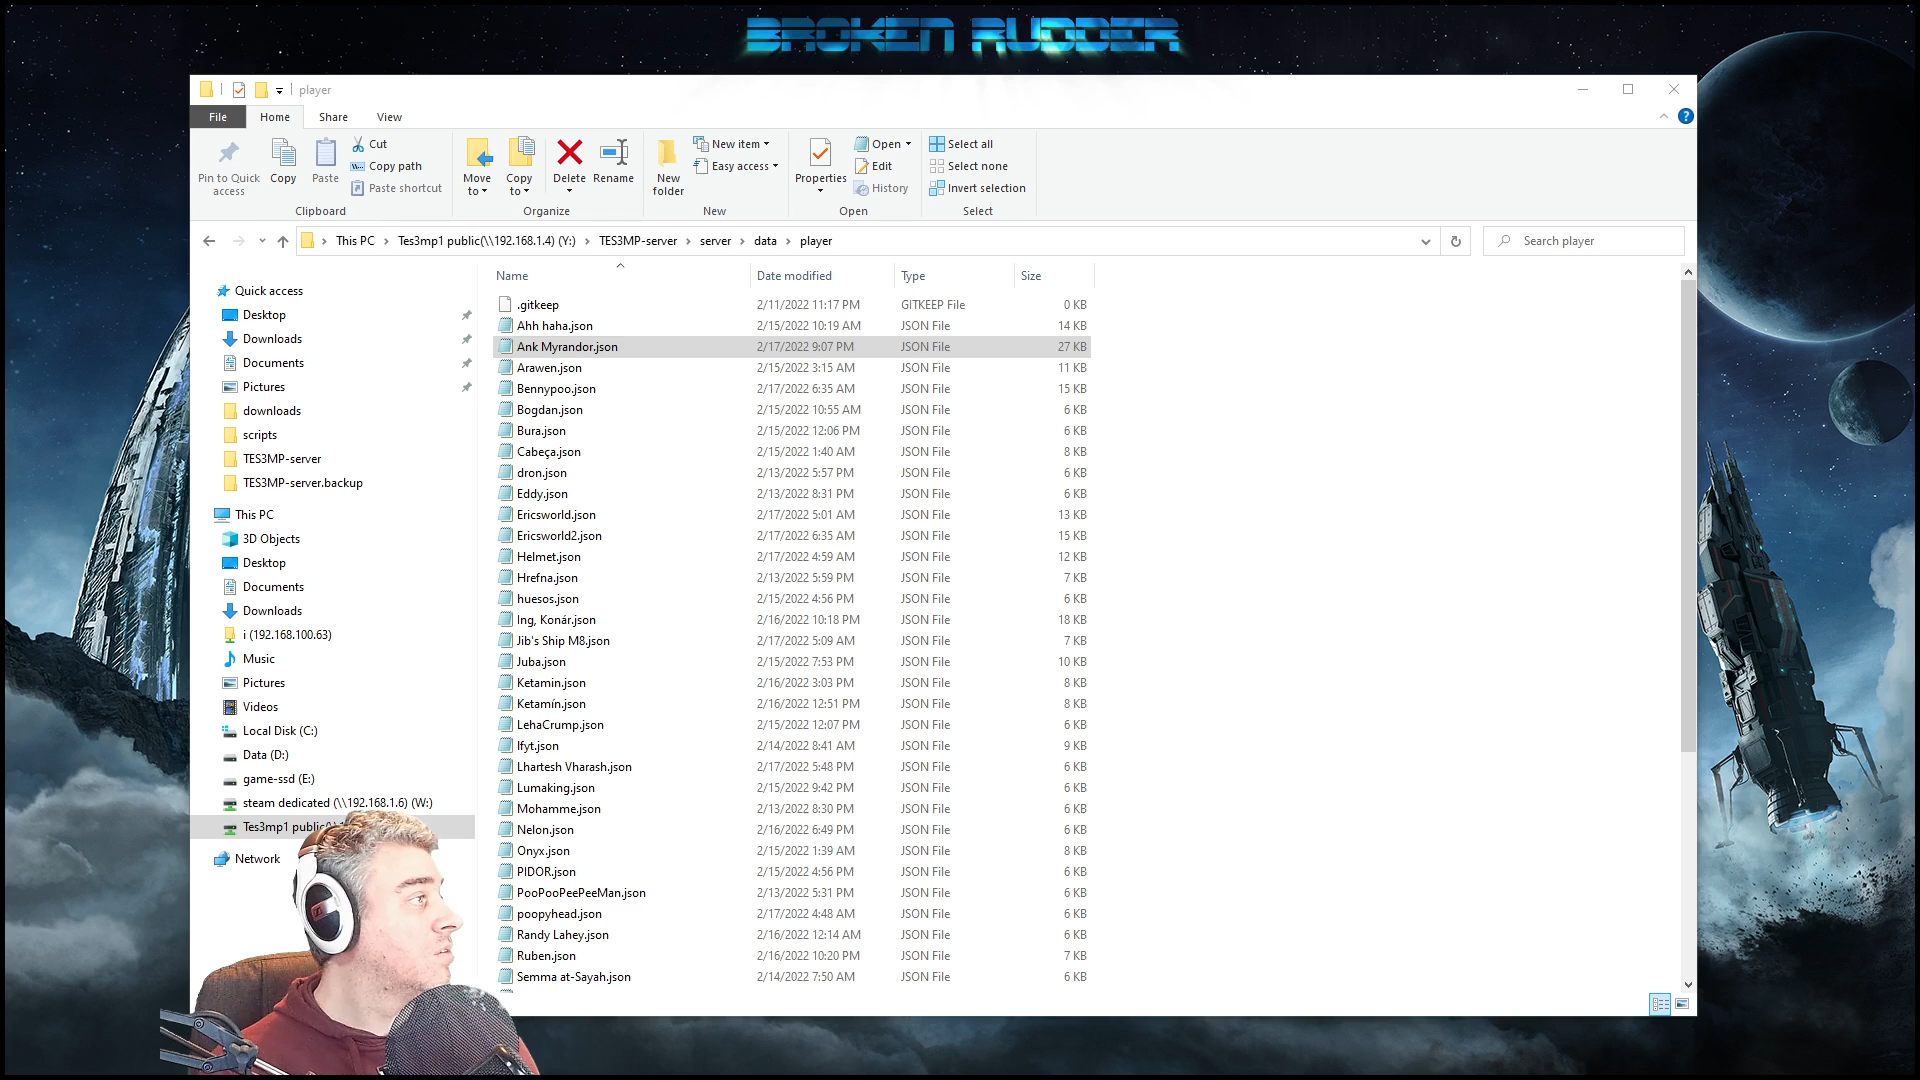 BROKEN RUDDER
player
File Home Share View
Pin to Quick access
Copy
Paste
Cut
Copy path
Paste shortcut
Clipboard
Move to
Copy to
Delete
Rename
Organize
New folder
New item
Easy access
New
Properties
Open
Edit
History
Open
Select all
Select none
Invert selection
Select
This PC Tes3mp1 public(\\192.168.1.4) (Y:) TES3MP-server server data player
Search player
Quick access
Desktop
Downloads
Documents
Pictures
downloads
scripts
TES3MP-server
TES3MP-server.backup
This PC
3D Objects
Desktop
Documents
Downloads
i (192.168.100.63)
Music
Pictures
Videos
Local Disk (C:)
Data (D:)
game-ssd (E:)
steam dedicated (\\192.168.1.6) (W:)
Tes3mp1 public
Network
Name Date modified Type Size
.gitkeep 2/11/2022 11:17 PM GITKEEP File 0 KB
Ahh haha.json 2/15/2022 10:19 AM JSON File 14 KB
Ank Myrandor.json 2/17/2022 9:07 PM JSON File 27 KB
Arawen.json 2/15/2022 3:15 AM JSON File 11 KB
Bennypoo.json 2/17/2022 6:35 AM JSON File 15 KB
Bogdan.json 2/15/2022 10:55 AM JSON File 6 KB
Bura.json 2/15/2022 12:06 PM JSON File 6 KB
Cabeça.json 2/15/2022 1:40 AM JSON File 8 KB
dron.json 2/13/2022 5:57 PM JSON File 6 KB
Eddy.json 2/13/2022 8:31 PM JSON File 6 KB
Ericsworld.json 2/17/2022 5:01 AM JSON File 13 KB
Ericsworld2.json 2/17/2022 6:35 AM JSON File 15 KB
Helmet.json 2/17/2022 4:59 AM JSON File 12 KB
Hrefna.json 2/13/2022 5:59 PM JSON File 7 KB
huesos.json 2/15/2022 4:56 PM JSON File 6 KB
Ing, Konár.json 2/16/2022 10:18 PM JSON File 18 KB
Jib's Ship M8.json 2/17/2022 5:09 AM JSON File 7 KB
Juba.json 2/15/2022 7:53 PM JSON File 10 KB
Ketamin.json 2/16/2022 3:03 PM JSON File 8 KB
Ketamín.json 2/16/2022 12:51 PM JSON File 8 KB
LehaCrump.json 2/15/2022 12:07 PM JSON File 6 KB
lfyt.json 2/14/2022 8:41 AM JSON File 9 KB
Lhartesh Vharash.json 2/17/2022 5:48 PM JSON File 6 KB
Lumaking.json 2/15/2022 9:42 PM JSON File 6 KB
Mohamme.json 2/13/2022 8:30 PM JSON File 6 KB
Nelon.json 2/16/2022 6:49 PM JSON File 6 KB
Onyx.json 2/15/2022 1:39 AM JSON File 8 KB
PIDOR.json 2/15/2022 4:56 PM JSON File 6 KB
PooPooPeePeeMan.json 2/13/2022 5:31 PM JSON File 6 KB
poopyhead.json 2/17/2022 4:48 AM JSON File 6 KB
Randy Lahey.json 2/16/2022 12:14 AM JSON File 6 KB
Ruben.json 2/16/2022 10:20 PM JSON File 7 KB
Semma at-Sayah.json 2/14/2022 7:50 AM JSON File 6 KB